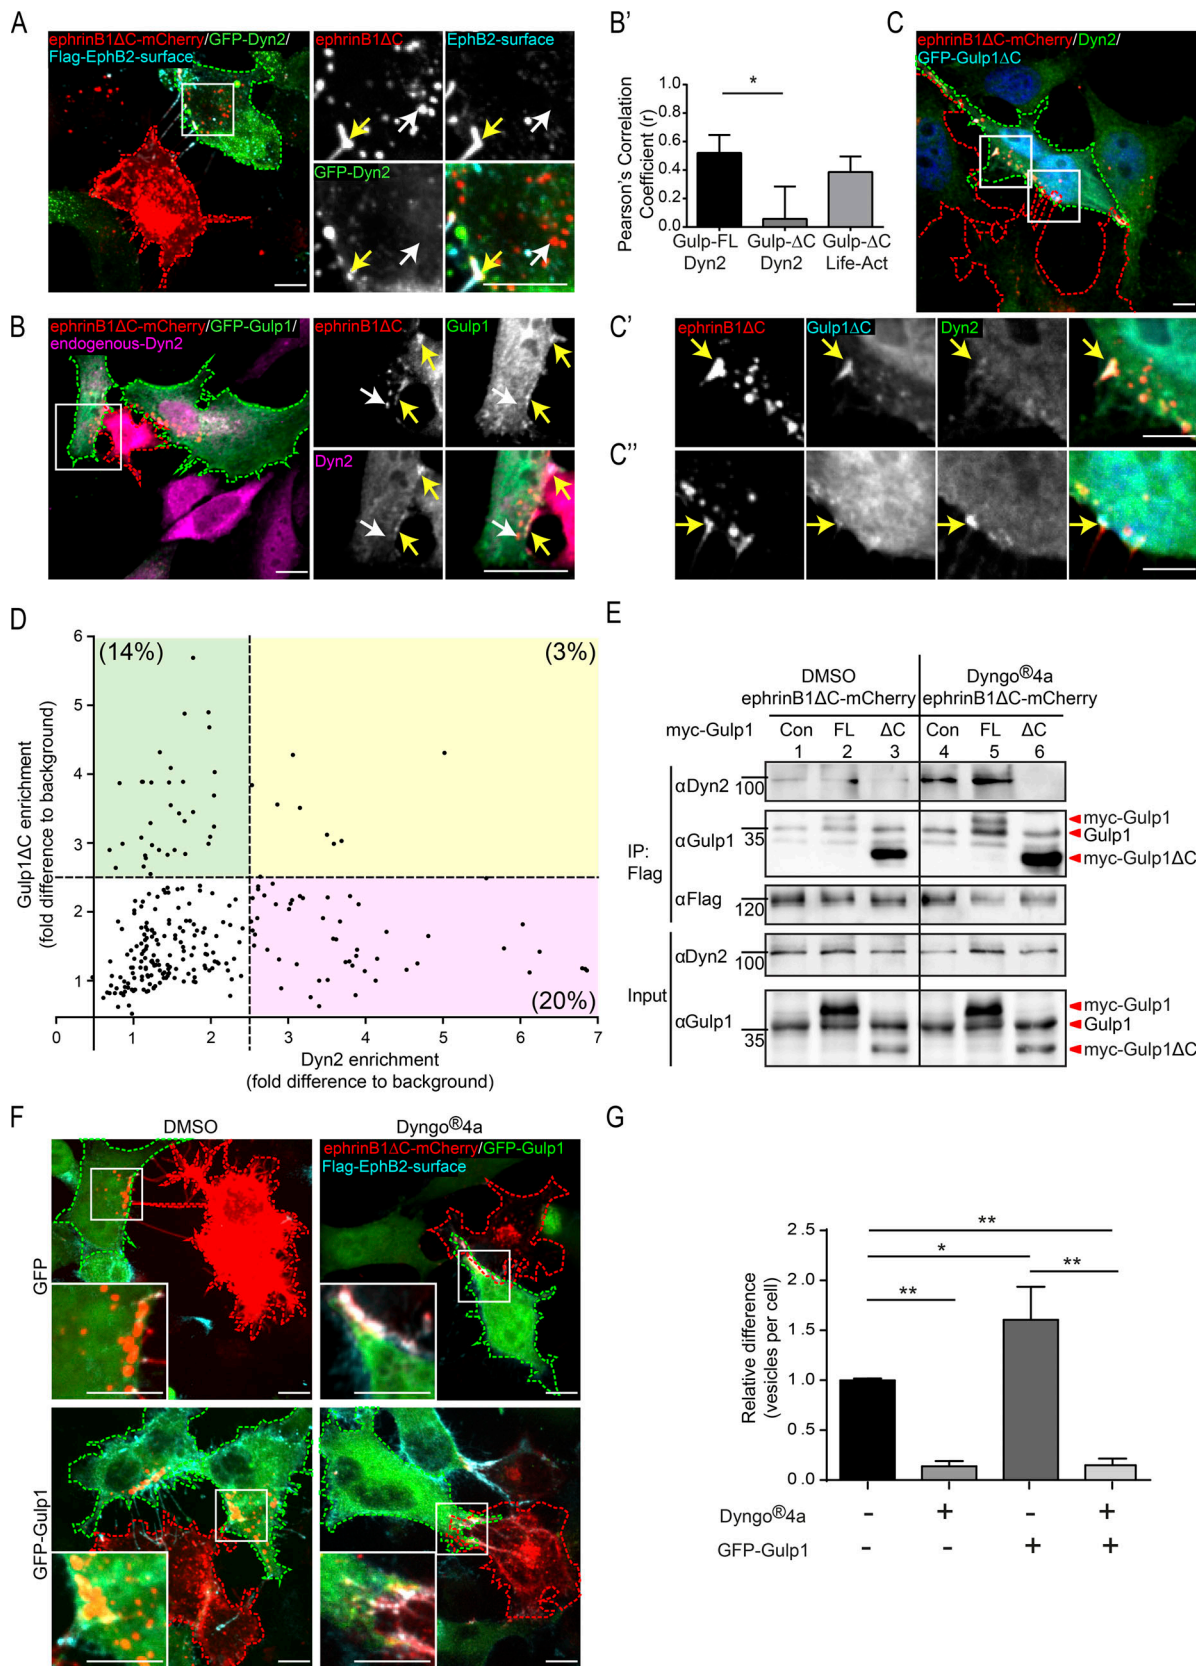 A
ephrinB1ΔC-mCherry/GFP-Dyn2/
Flag-EphB2-surface
ephrinB1ΔC
EphB2-surface
GFP-Dyn2
B'
Pearson's Correlation
Coefficient (r)
1.0
0.8
0.6
0.4
0.2
0
*
Gulp-FL
Dyn2
Gulp-ΔC
Dyn2
Gulp-ΔC
Life-Act
C
ephrinB1ΔC-mCherry/Dyn2/
GFP-Gulp1ΔC
B
ephrinB1ΔC-mCherry/GFP-Gulp1/
endogenous-Dyn2
ephrinB1ΔC
Gulp1
Dyn2
C'
ephrinB1ΔC
Gulp1ΔC
Dyn2
C''
D
Gulp1ΔC enrichment
(fold difference to background)
6
5
4
3
2
1
(14%)
(3%)
(20%)
0 1 2 3 4 5 6 7
Dyn2 enrichment
(fold difference to background)
E
DMSO
ephrinB1ΔC-mCherry
Dyngo®4a
ephrinB1ΔC-mCherry
myc-Gulp1 Con FL ΔC Con FL ΔC
1 2 3 4 5 6
IP:
Flag
αDyn2 100
αGulp1 35
myc-Gulp1
Gulp1
myc-Gulp1ΔC
αFlag 120
Input
αDyn2 100
αGulp1 35
myc-Gulp1
Gulp1
myc-Gulp1ΔC
F
DMSO
Dyngo®4a
ephrinB1ΔC-mCherry/GFP-Gulp1
Flag-EphB2-surface
GFP
GFP-Gulp1
G
Relative difference
(vesicles per cell)
2.5
2.0
1.5
1.0
0.5
0.0
**
*
**
**
Dyngo®4a - + - +
GFP-Gulp1 - - + +